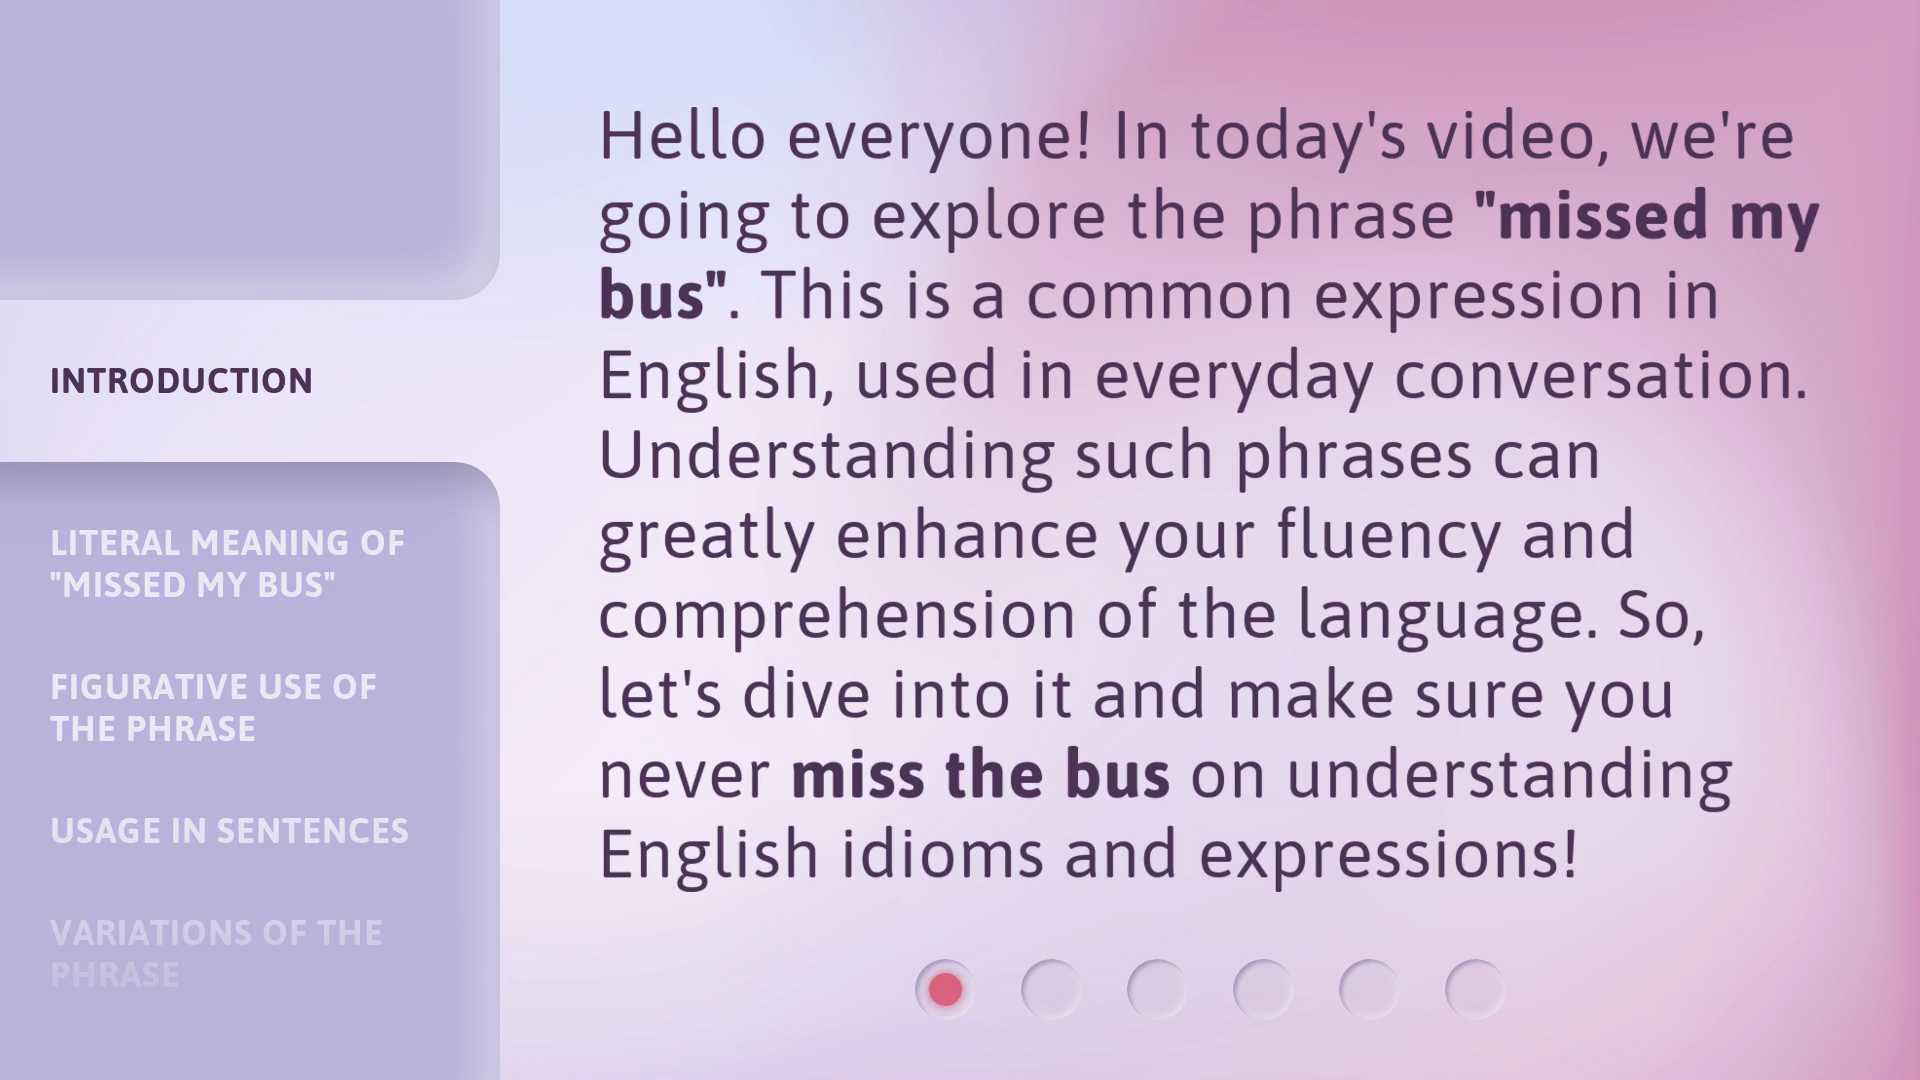 INTRODUCTION
LITERAL MEANING OF
"MISSED MY BUS"
FIGURATIVE USE OF
THE PHRASE
USAGE IN SENTENCES
VARIATIONS OF THE
PHRASE
Hello everyone! In today's video, we're
going to explore the phrase "missed my
bus". This is a common expression in
English, used in everyday conversation.
Understanding such phrases can
greatly enhance your fluency and
comprehension of the language. So,
let's dive into it and make sure you
never miss the bus on understanding
English idioms and expressions!